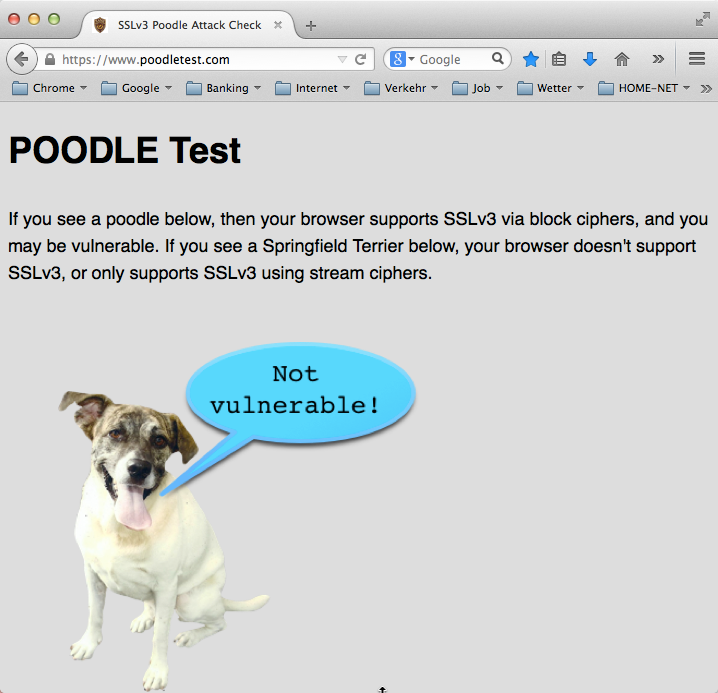 SSLv3 Poodle Attack Check
https://www.poodletest.com
8 Google
Chrome Google Banking Internet Verkehr Job Wetter HOME-NET
POODLE Test
If you see a poodle below, then your browser supports SSLv3 via block ciphers, and you
may be vulnerable. If you see a Springfield Terrier below, your browser doesn't support
SSLv3, or only supports SSLv3 using stream ciphers.
Not
vulnerable!